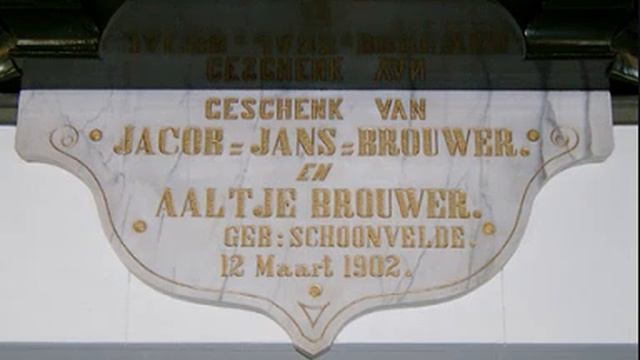 GESCHENK VAN
JACOB=JANS=BROUWER.
EN
AALTJE BROUWER.
GEB: SCHOONVELDE.
12 Maart 1902.